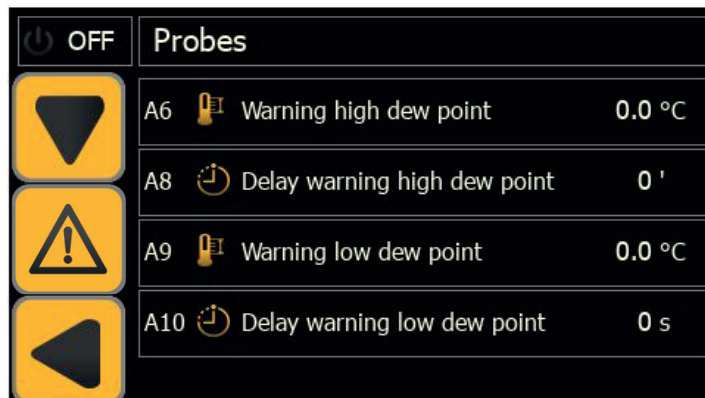 OFF Probes
A6 Warning high dew point 0.0 °C
A8 Delay warning high dew point 0 '
A9 Warning low dew point 0.0 °C
A10 Delay warning low dew point 0 s